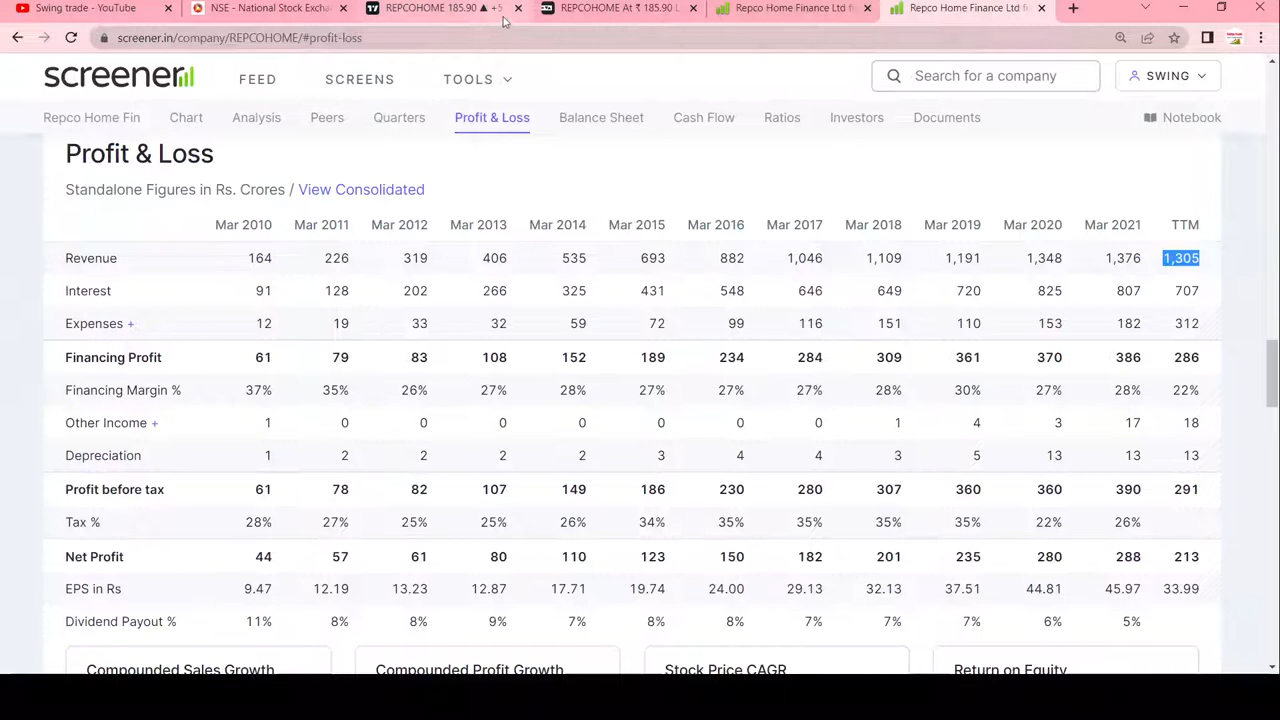 Swing trade - YouTube
NSE - National Stock Excha
REPCOHOME 185.90 ▲ +5
REPCOHOME At ₹ 185.90 L
Repco Home Finance Ltd f
Repco Home Finance Ltd f
screener.in/company/REPCOHOME/#profit-loss
screener FEED SCREENS TOOLS Search for a company SWING
Repco Home Fin Chart Analysis Peers Quarters Profit & Loss Balance Sheet Cash Flow Ratios Investors Documents Notebook
Profit & Loss
Standalone Figures in Rs. Crores / View Consolidated
Mar 2010 Mar 2011 Mar 2012 Mar 2013 Mar 2014 Mar 2015 Mar 2016 Mar 2017 Mar 2018 Mar 2019 Mar 2020 Mar 2021 TTM
Revenue 164 226 319 406 535 693 882 1,046 1,109 1,191 1,348 1,376 1,305
Interest 91 128 202 266 325 431 548 646 649 720 825 807 707
Expenses + 12 19 33 32 59 72 99 116 151 110 153 182 312
Financing Profit 61 79 83 108 152 189 234 284 309 361 370 386 286
Financing Margin % 37% 35% 26% 27% 28% 27% 27% 27% 28% 30% 27% 28% 22%
Other Income + 1 0 0 0 0 0 0 0 1 4 3 17 18
Depreciation 1 2 2 2 2 3 4 4 3 5 13 13 13
Profit before tax 61 78 82 107 149 186 230 280 307 360 360 390 291
Tax % 28% 27% 25% 25% 26% 34% 35% 35% 35% 35% 22% 26%
Net Profit 44 57 61 80 110 123 150 182 201 235 280 288 213
EPS in Rs 9.47 12.19 13.23 12.87 17.71 19.74 24.00 29.13 32.13 37.51 44.81 45.97 33.99
Dividend Payout % 11% 8% 8% 9% 7% 8% 8% 7% 7% 7% 6% 5%
Compounded Sales Growth Compounded Profit Growth Stock Price CAGR Return on Equity